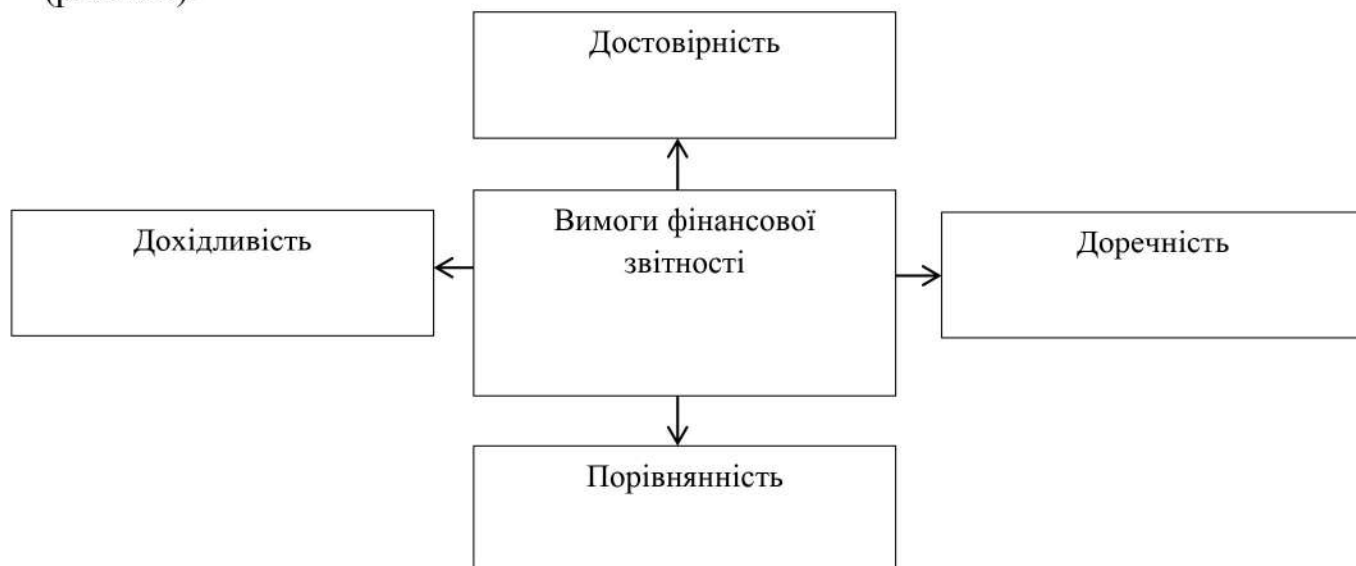 Достовірність
Вимоги фінансової
звітності
Дохідливість
Доречність
Порівнянність